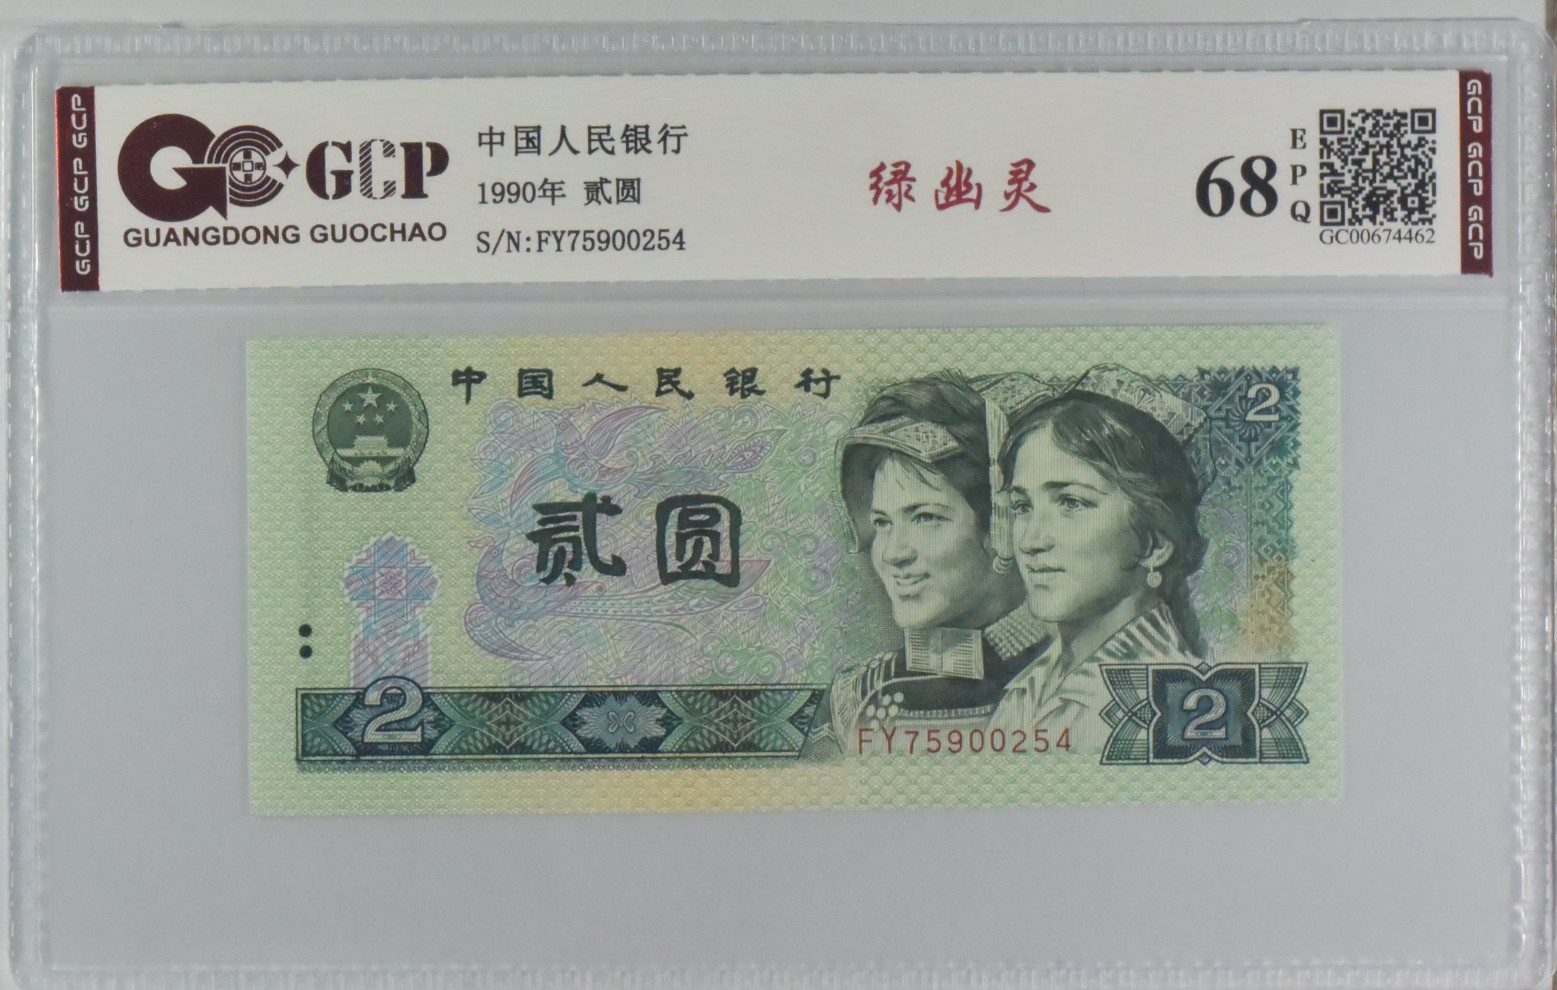 GCP GCP GCP
GCP
GUANGDONG GUOCHAO
中国人民银行
1990年 贰圆
S/N:FY75900254
绿幽灵
68
EPQ
GC00674462
GCP GCP GCP
中国人民银行
2
贰圆
2
FY75900254
2